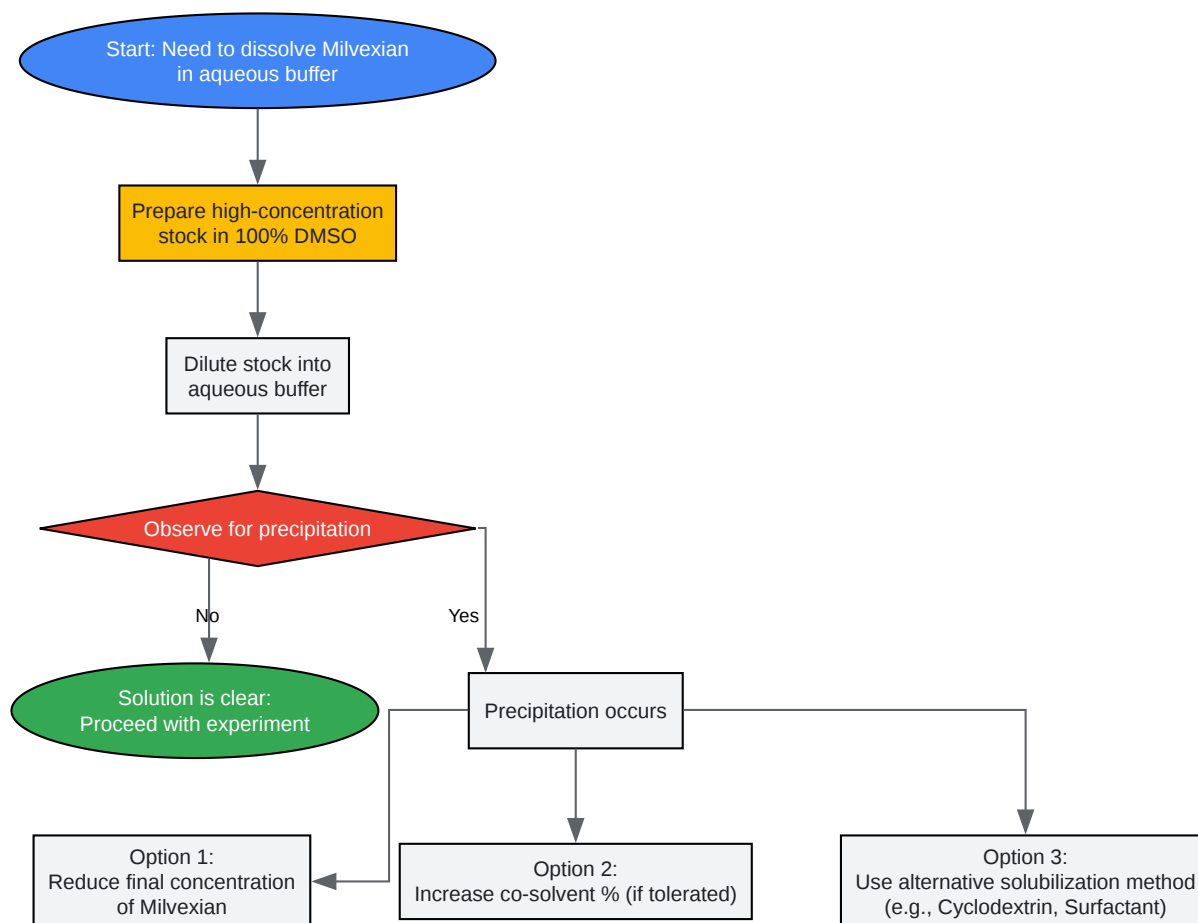 Start: Need to dissolve Milvexian
in aqueous buffer
Prepare high-concentration
stock in 100% DMSO
Dilute stock into
aqueous buffer
Observe for precipitation
No
Yes
Solution is clear:
Proceed with experiment
Precipitation occurs
Option 1:
Reduce final concentration
of Milvexian
Option 2:
Increase co-solvent % (if tolerated)
Option 3:
Use alternative solubilization method
(e.g., Cyclodextrin, Surfactant)